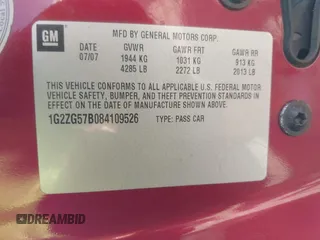 GM
MFD BY GENERAL MOTORS CORP.
DATE GVWR GAWR FRT GAWR RR
07/07 1944 KG 1031 KG 913 KG
4285 LB 2272 LB 2013 LB
THIS VEHICLE CONFORMS TO ALL APPLICABLE U.S. FEDERAL MOTOR
VEHICLE SAFETY, BUMPER, AND THEFT PREVENTION STANDARDS IN
EFFECT ON THE DATE OF MANUFACTURE SHOWN ABOVE.
1G2ZG57B084109526 TYPE: PASS CAR
DREAMBID